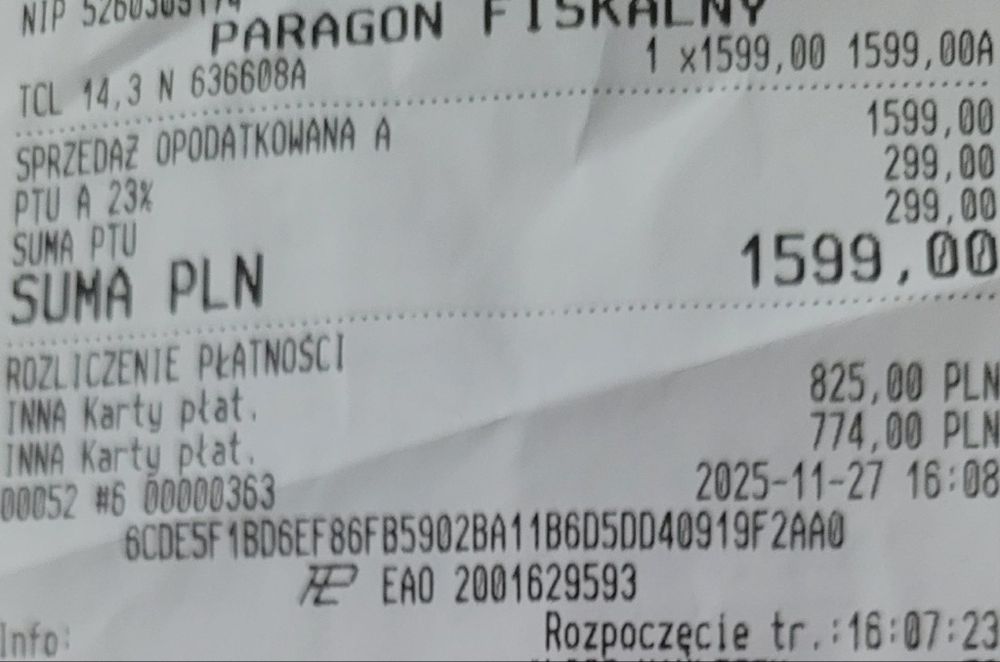 NIP
PARAGON FISKALNY
TCL 14,3 N 636608A 1 x1599,00 1599,00A
SPRZEDAŻ OPODATKOWANA A 1599,00
PTU A 23% 299,00
SUMA PTU 299,00
SUMA PLN 1599,00
ROZLICZENIE PŁATNOŚCI
INNA Karty płat. 825,00 PLN
INNA Karty płat. 774,00 PLN
00052 #6 00000363 2025-11-27 16:08
6CDE5F1BD6EF86FB5902BA11B6D5DD40919F2AA0
EAO 2001629593
Info: Rozpoczęcie tr.:16:07:23